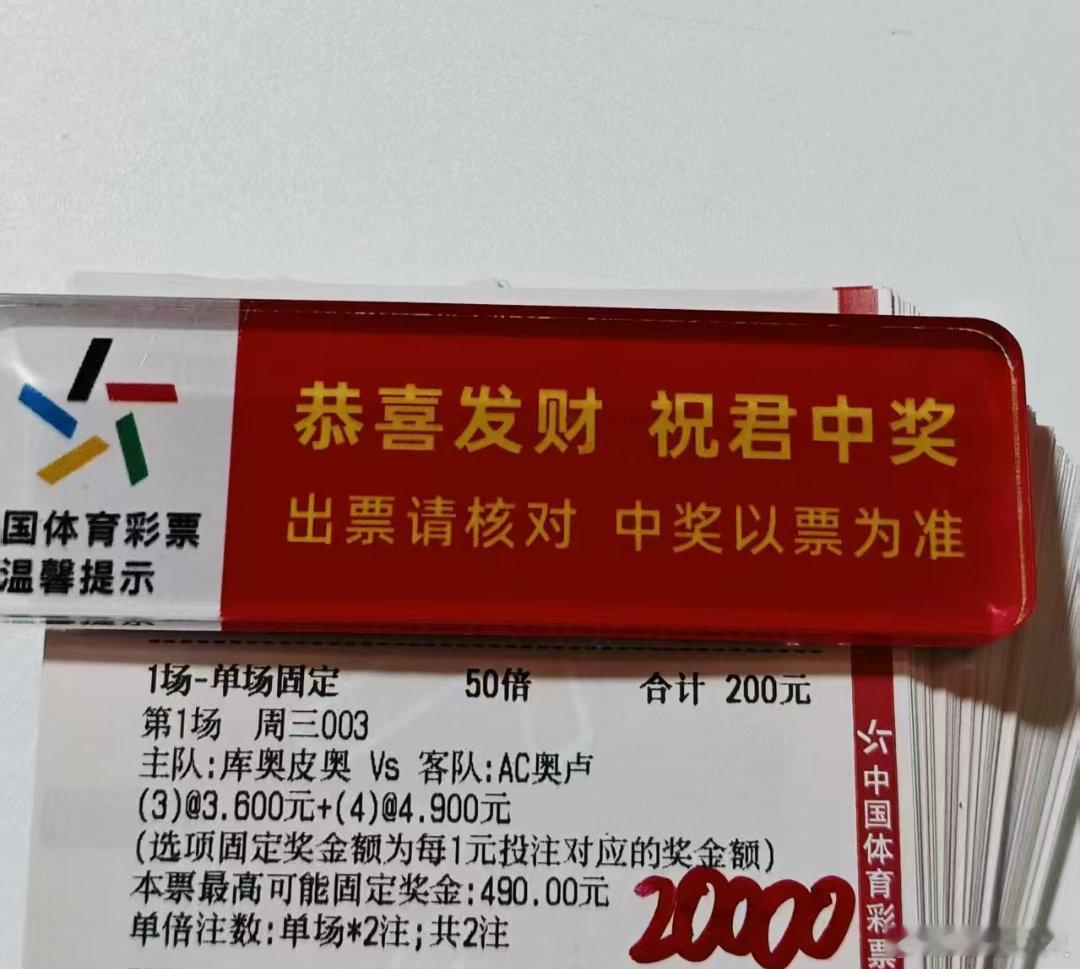 恭喜发财 祝君中奖
出票请核对 中奖以票为准
国体育彩票
温馨提示
1场-单场固定 50倍 合计 200元
第1场 周三003
主队:库奥皮奥 Vs 客队:AC奥卢
(3)@3.600元+(4)@4.900元
(选项固定奖金额为每1元投注对应的奖金额)
本票最高可能固定奖金:490.00元
单倍注数:单场*2注;共2注
20000
中国体育彩票